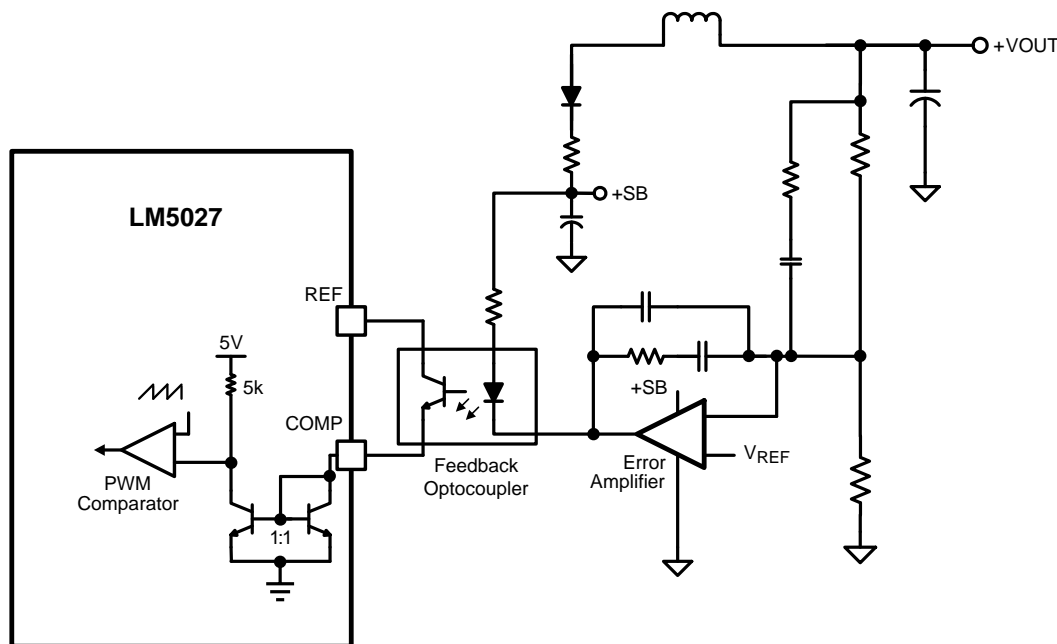 +VOUT
+SB
LM5027
REF
5V
5k
COMP
PWM
Comparator
1:1
Feedback
Optocoupler
+SB
Error
Amplifier
VREF